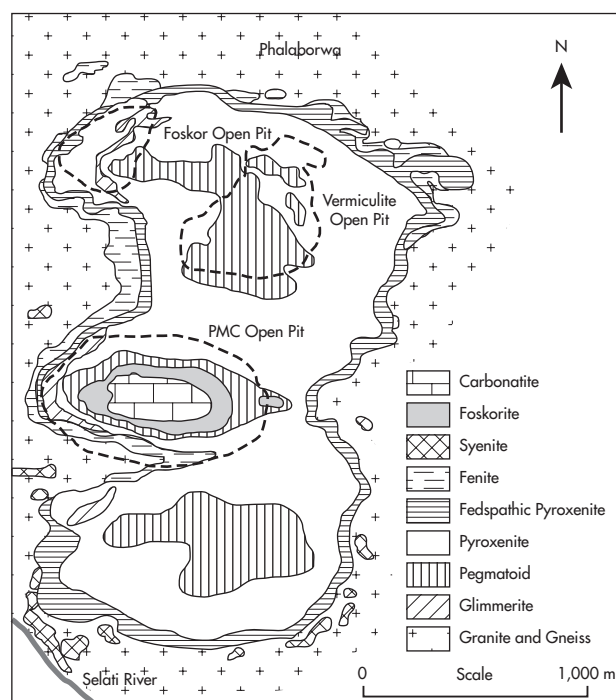 Phalaborwa
N
Foskor Open Pit
Vermiculite
Open Pit
PMC Open Pit
Carbonatite
Foskorite
Syenite
Fenite
Fedspathic Pyroxenite
Pyroxenite
Pegmatoid
Glimmerite
Granite and Gneiss
Selati River
0 Scale 1,000 m